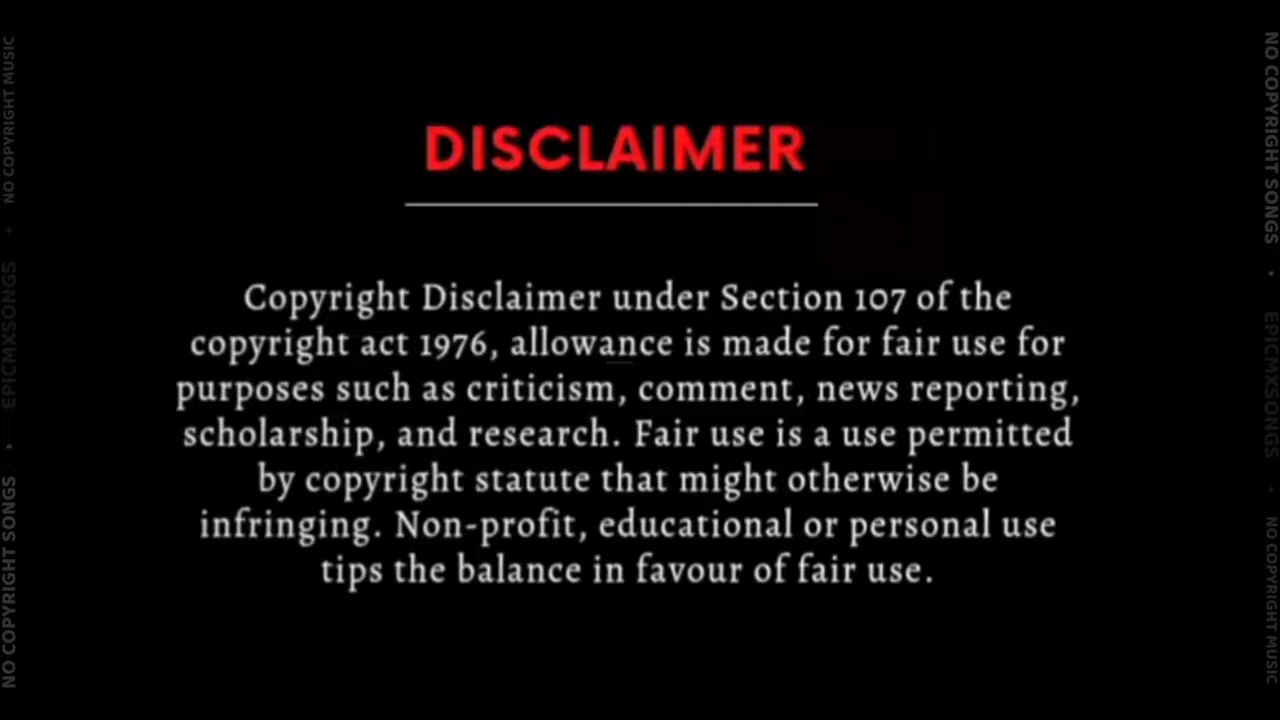 DISCLAIMER
Copyright Disclaimer under Section 107 of the
copyright act 1976, allowance is made for fair use for
purposes such as criticism, comment, news reporting,
scholarship, and research. Fair use is a use permitted
by copyright statute that might otherwise be
infringing. Non-profit, educational or personal use
tips the balance in favour of fair use.
NO COPYRIGHT SONGS • EPICMXSONGS • NO COPYRIGHT MUSIC
NO COPYRIGHT SONGS • EPICMXSONGS • NO COPYRIGHT MUSIC